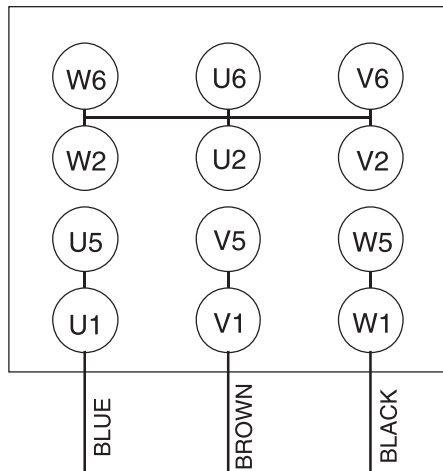 W6 U6 V6
W2 U2 V2
U5 V5 W5
U1 V1 W1
BLUE
BROWN
BLACK